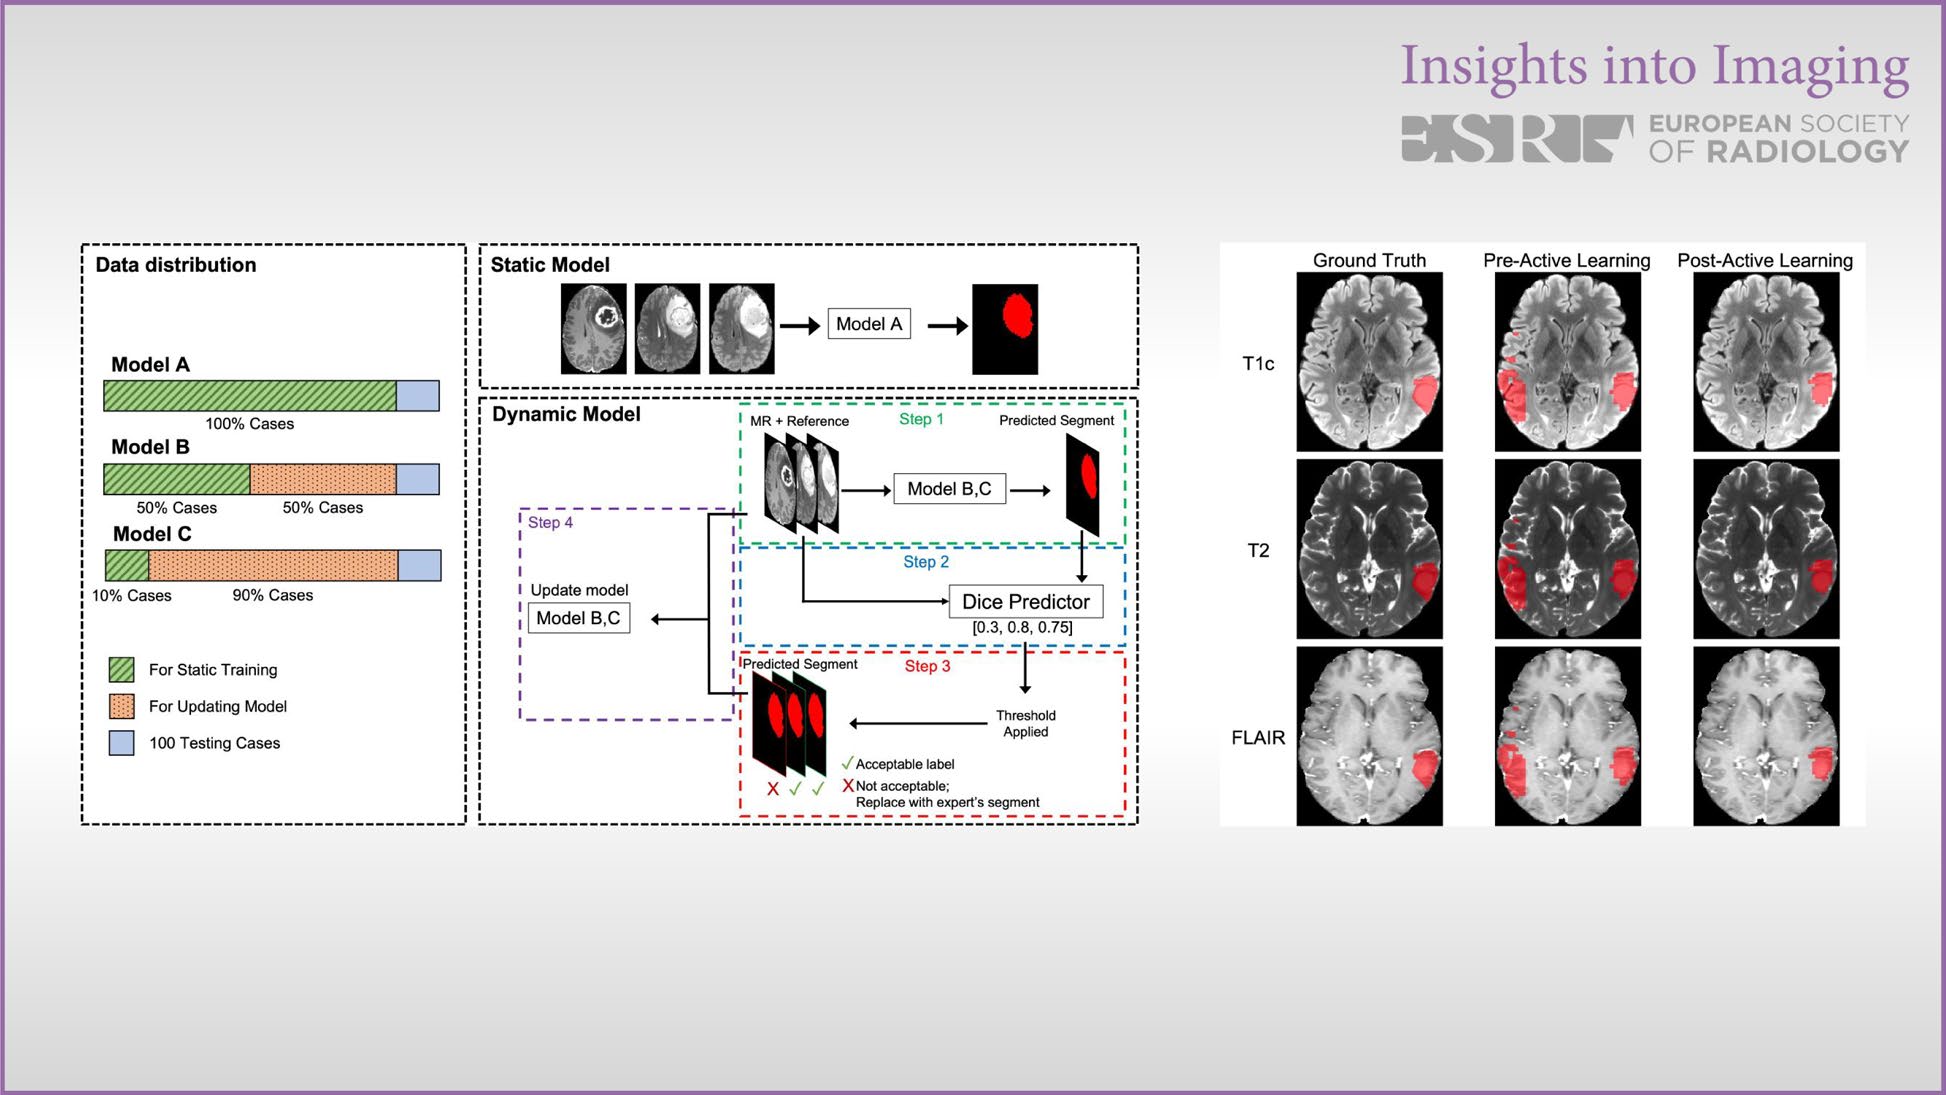 Insights into Imaging
ESR
EUROPEAN SOCIETY
OF RADIOLOGY
Data distribution
Model A
100% Cases
Model B
50% Cases
50% Cases
Model C
10% Cases
90% Cases
For Static Training
For Updating Model
100 Testing Cases
Static Model
Model A
Dynamic Model
Step 1
MR + Reference
Predicted Segment
Model B,C
Step 2
Dice Predictor
[0.3, 0.8, 0.75]
Step 3
Predicted Segment
Threshold
Applied
✓ Acceptable label
X Not acceptable;
Replace with expert's segment
X ✓ ✓
Step 4
Update model
Model B,C
Ground Truth
Pre-Active Learning
Post-Active Learning
T1c
T2
FLAIR